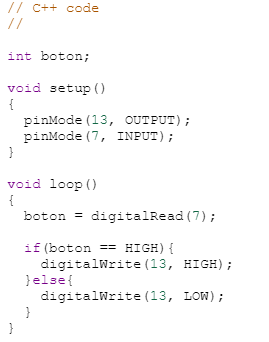 // C++ code
//
int boton;
void setup()
{
  pinMode(13, OUTPUT);
  pinMode(7, INPUT);
}
void loop()
{
  boton = digitalRead(7);
  if(boton == HIGH){
    digitalWrite(13, HIGH);
  }else{
    digitalWrite(13, LOW);
  }
}